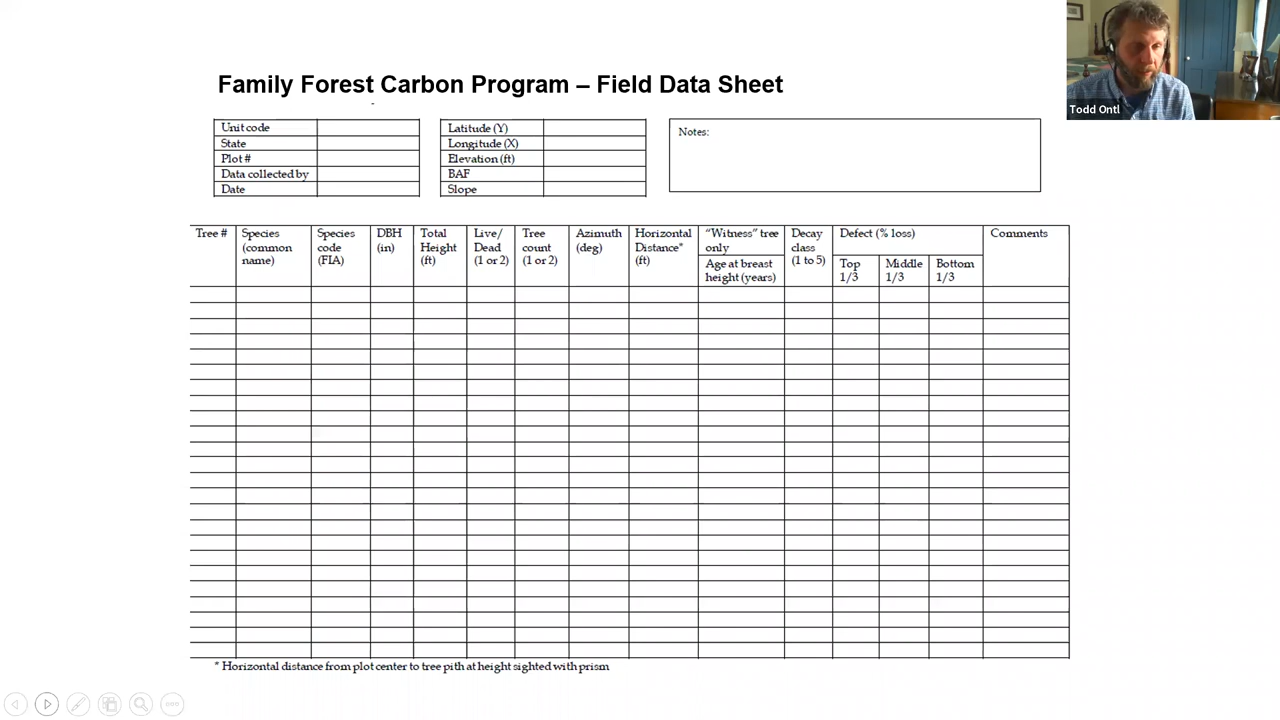 Family Forest Carbon Program – Field Data Sheet
Unit code
State
Plot #
Data collected by
Date
Latitude (Y)
Longitude (X)
Elevation (ft)
BAF
Slope
Notes:
Tree #
Species
(common
name)
Species
code
(FIA)
DBH
(in)
Total
Height
(ft)
Live/
Dead
(1 or 2)
Tree
count
(1 or 2)
Azimuth
(deg)
Horizontal
Distance*
(ft)
“Witness” tree
only
Age at breast
height (years)
Decay
class
(1 to 5)
Defect (% loss)
Top
1/3
Middle
1/3
Bottom
1/3
Comments
* Horizontal distance from plot center to tree pith at height sighted with prism
Todd Ontl